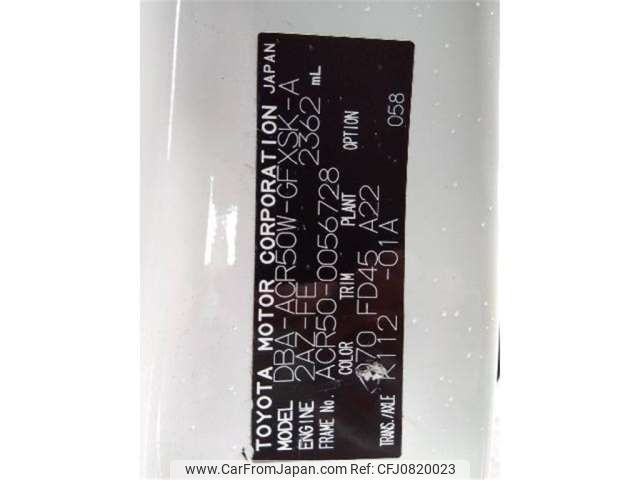 TOYOTA MOTOR CORPORATION JAPAN
MODEL DBA-ACR50W-GFXSK-A
ENGINE 2AZ-FE 2362 mL
FRAME No. ACR50-0056728
COLOR TRIM PLANT OPTION
070 FD45 A22 058
TRANS./AXLE K112 -01A
www.CarFromJapan.com | CFJ0820023